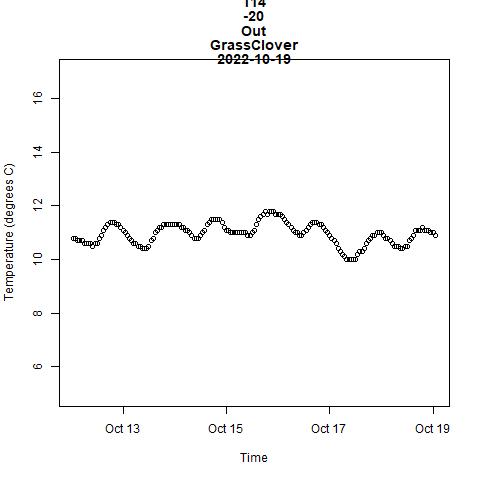 T14
-20
Out
GrassClover
2022-10-19
Temperature (degrees C)
16
14
12
10
8
6
Oct 13
Oct 15
Oct 17
Oct 19
Time